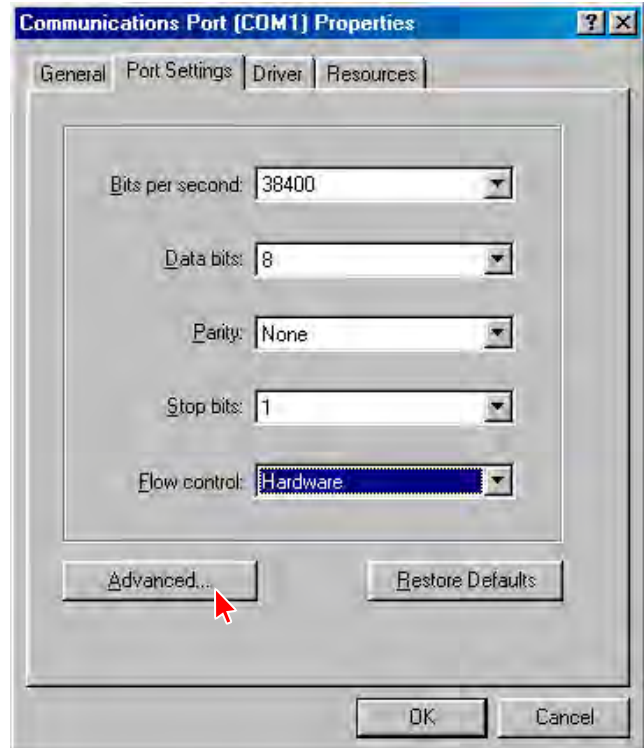 Communications Port (COM1) Properties
General Port Settings Driver Resources
Bits per second: 38400
Data bits: 8
Parity: None
Stop bits: 1
Flow control: Hardware
Advanced... Restore Defaults
OK Cancel